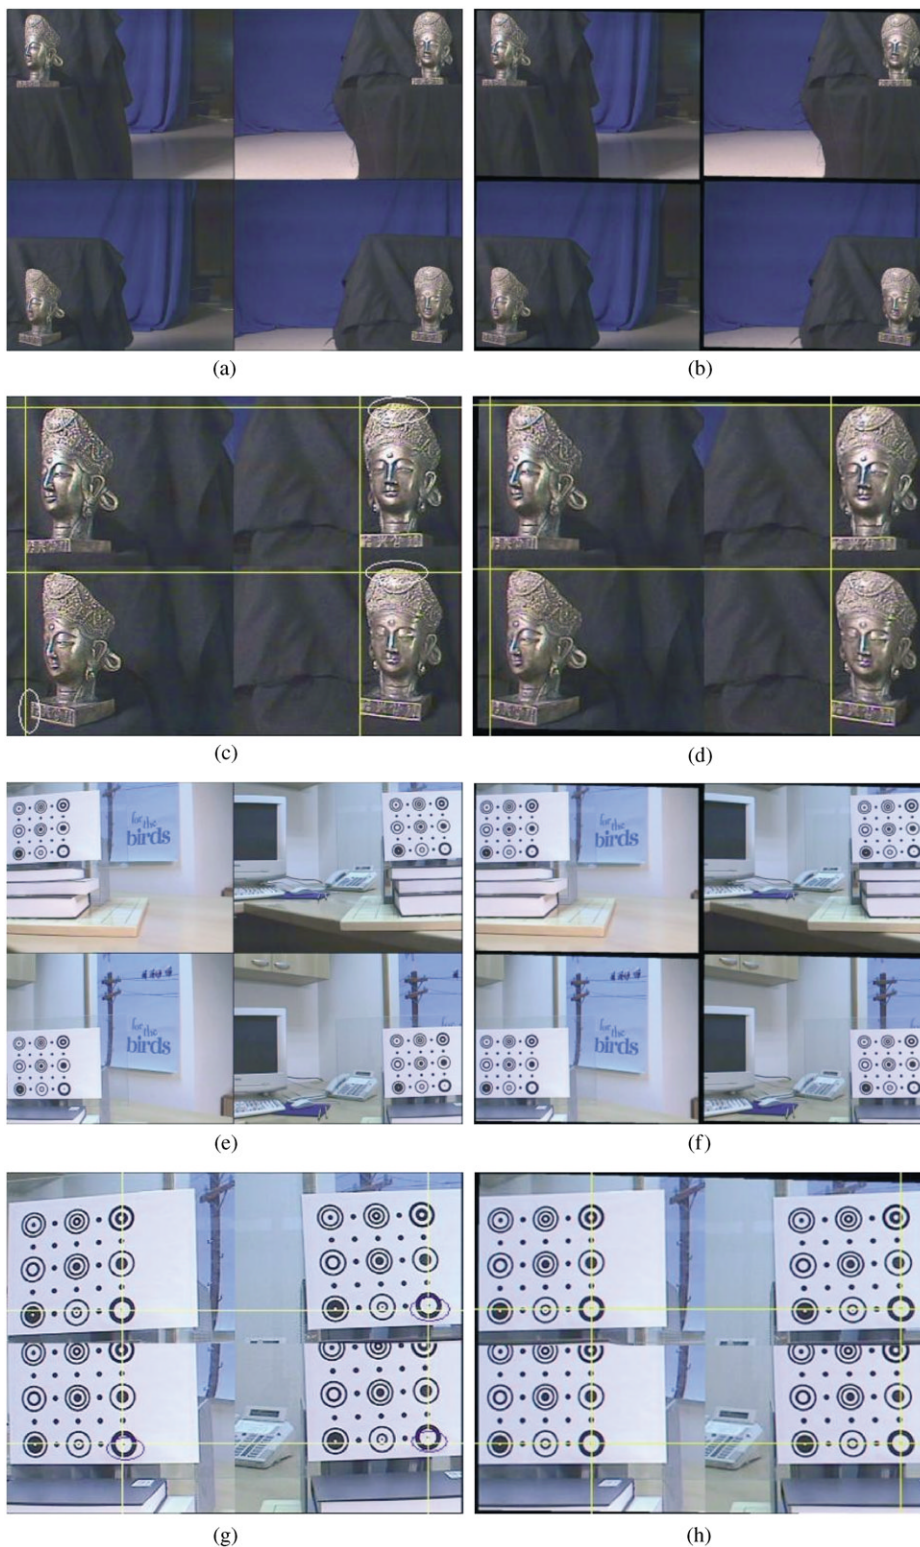 (a)
(b)
(c)
(d)
for
the
birds
for
the
birds
for
the
birds
for
the
birds
(e)
(f)
(g)
(h)